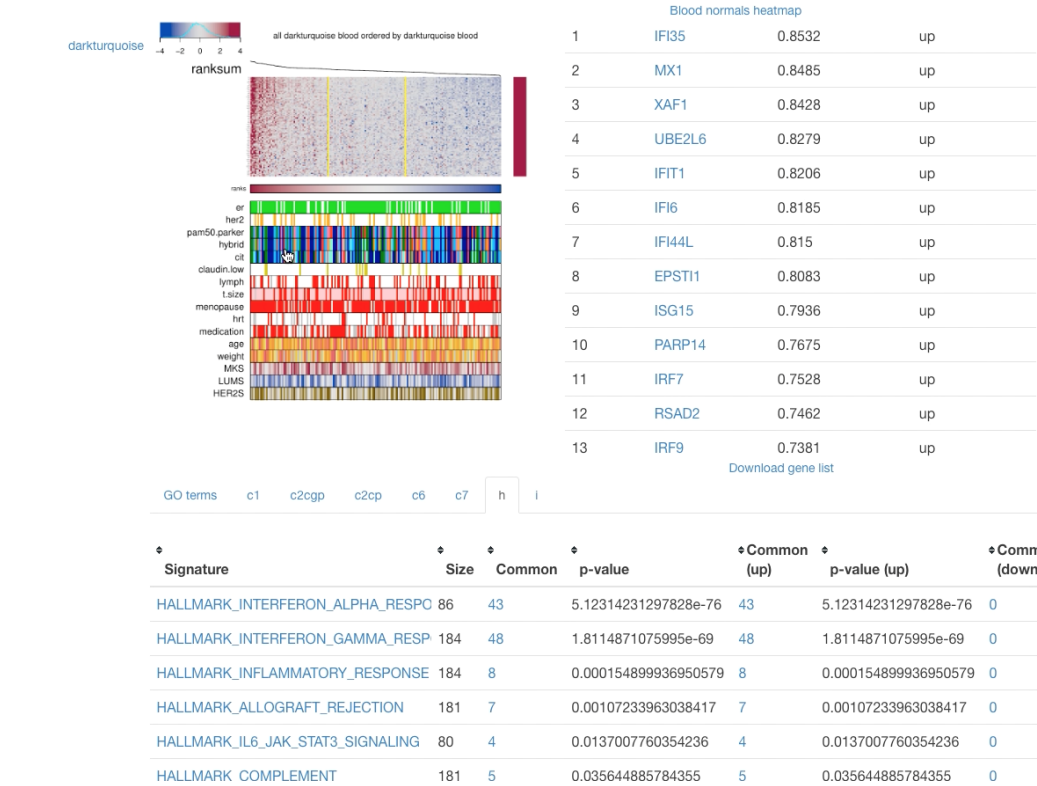 Blood normals heatmap
darkturquoise
-4 -2 0 2 4
ranksum
all darkturquoise blood ordered by darkturquoise blood
ranks
er
her2
pam50.parker
hybrid
cit
claudin.low
lymph
t.size
menopause
hrt
medication
age
weight
MKS
LUMS
HER2S
1 IFI35 0.8532 up
2 MX1 0.8485 up
3 XAF1 0.8428 up
4 UBE2L6 0.8279 up
5 IFIT1 0.8206 up
6 IFI6 0.8185 up
7 IFI44L 0.815 up
8 EPSTI1 0.8083 up
9 ISG15 0.7936 up
10 PARP14 0.7675 up
11 IRF7 0.7528 up
12 RSAD2 0.7462 up
13 IRF9 0.7381 up
Download gene list
GO terms c1 c2cgp c2cp c6 c7 h i
Signature Size Common p-value Common (up) p-value (up) Comm (down
HALLMARK_INTERFERON_ALPHA_RESPO 86 43 5.12314231297828e-76 43 5.12314231297828e-76 0
HALLMARK_INTERFERON_GAMMA_RESP 184 48 1.8114871075995e-69 48 1.8114871075995e-69 0
HALLMARK_INFLAMMATORY_RESPONSE 184 8 0.000154899936950579 8 0.000154899936950579 0
HALLMARK_ALLOGRAFT_REJECTION 181 7 0.00107233963038417 7 0.00107233963038417 0
HALLMARK_IL6_JAK_STAT3_SIGNALING 80 4 0.0137007760354236 4 0.0137007760354236 0
HALLMARK_COMPLEMENT 181 5 0.035644885784355 5 0.035644885784355 0